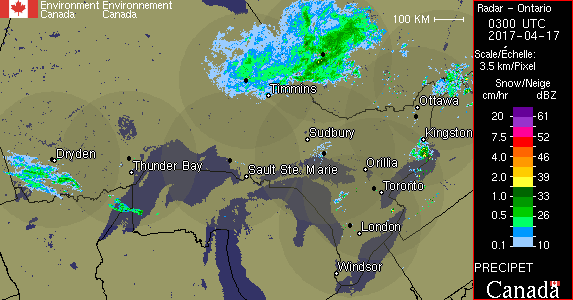 Environment Environnement
Canada Canada
100 KM
Timmins
Ottawa
Sudbury
Kingston
Dryden
Thunder Bay
Sault Ste. Marie
Orillia
Toronto
London
Windsor
Radar - Ontario
0300 UTC
2017-04-17
Scale/Échelle:
3.5 km/Pixel
Snow/Neige
cm/hr dBZ
20 61
7.5 52
4.0 46
2.0 39
1.0 33
0.5 26
0.1 10
PRECIPET
Canada